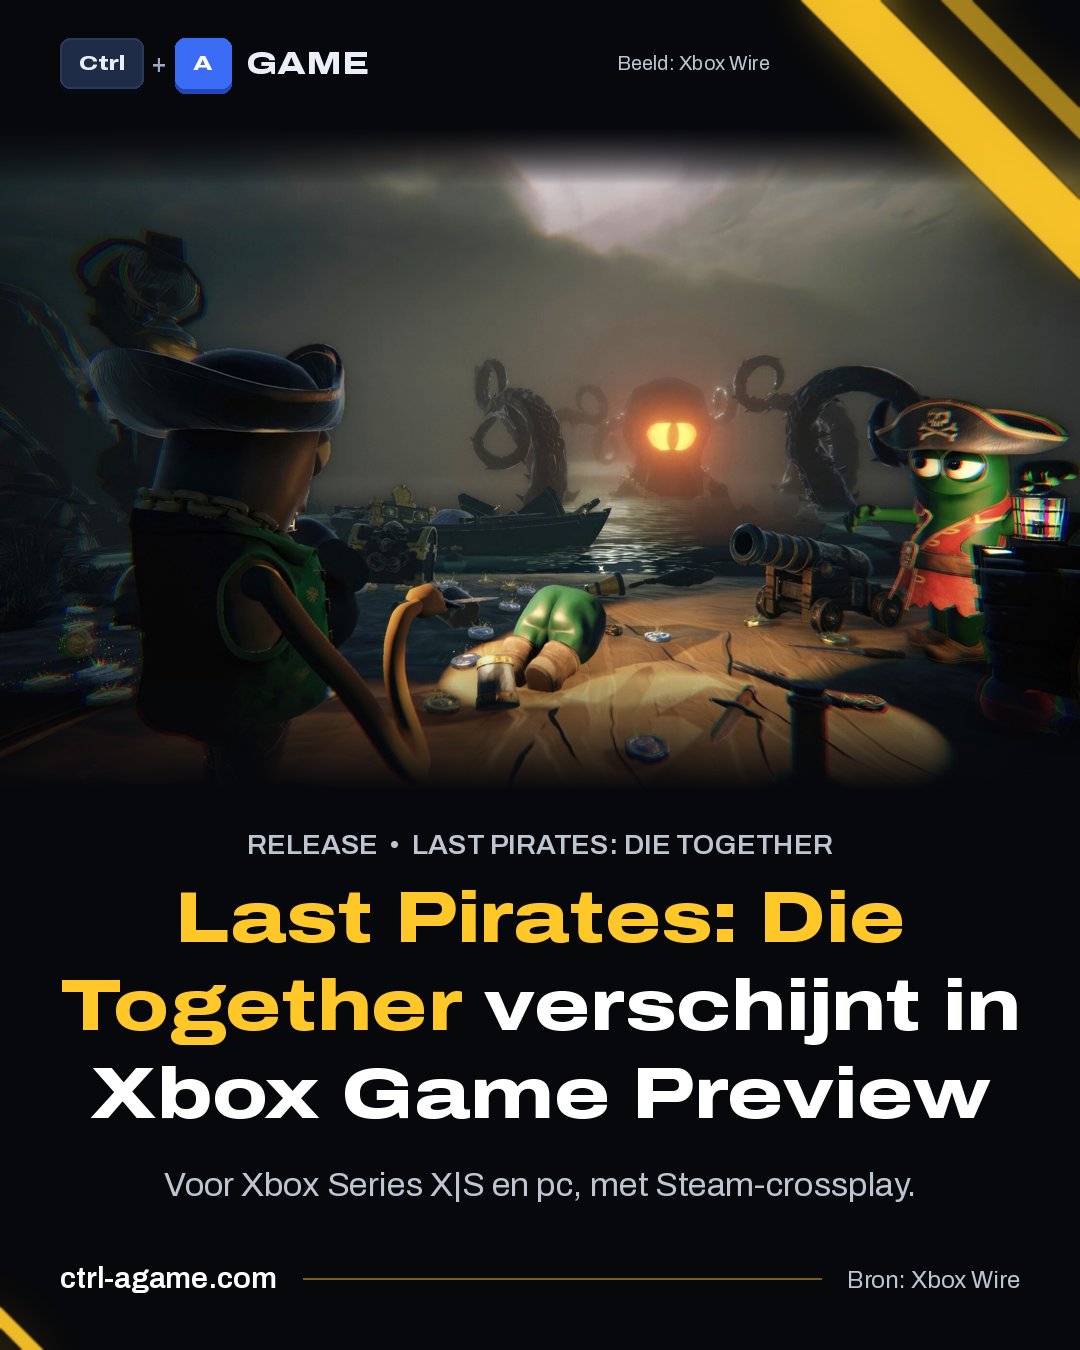 Ctrl + A GAME
Beeld: Xbox Wire
RELEASE • LAST PIRATES: DIE TOGETHER
Last Pirates: Die
Together verschijnt in
Xbox Game Preview
Voor Xbox Series X|S en pc, met Steam-crossplay.
ctrl-agame.com
Bron: Xbox Wire